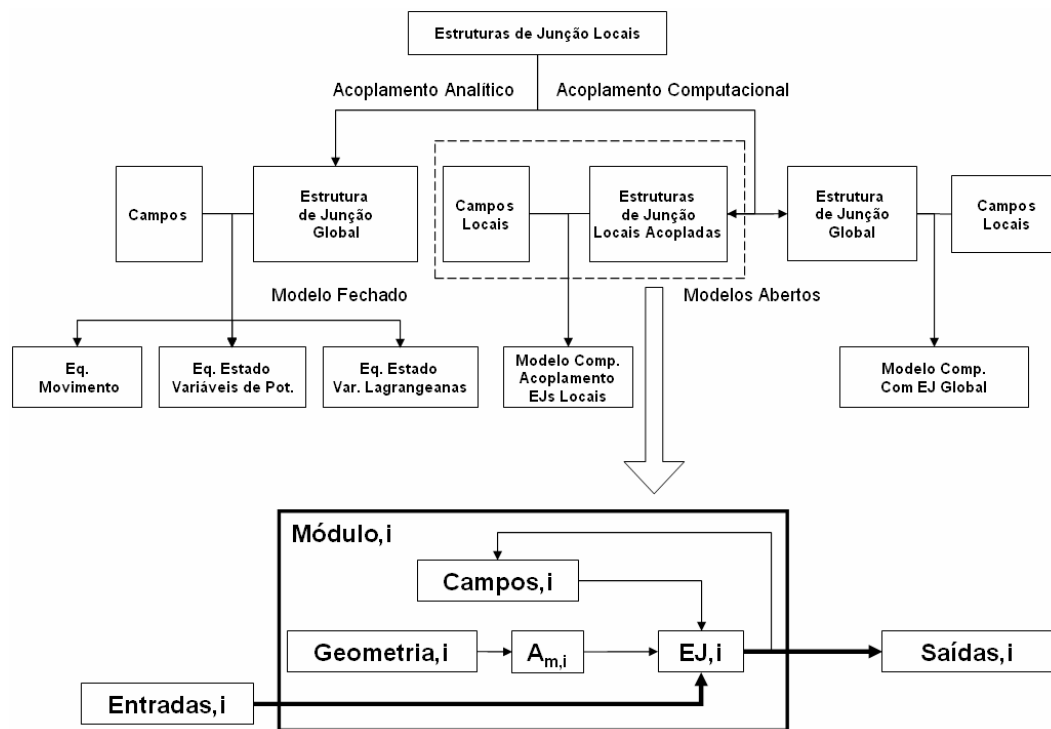 Estruturas de Junção Locais
Acoplamento Analítico
Acoplamento Computacional
Campos
Estrutura
de Junção
Global
Campos
Locais
Estruturas
de Junção
Locais Acopladas
Estrutura
de Junção
Global
Campos
Locais
Modelo Fechado
Modelos Abertos
Eq.
Movimento
Eq. Estado
Variáveis de Pot.
Eq. Estado
Var. Lagrangeanas
Modelo Comp.
Acoplamento
EJs Locais
Modelo Comp.
Com EJ Global
Módulo,i
Campos,i
Geometria,i
Am,i
EJ,i
Saídas,i
Entradas,i